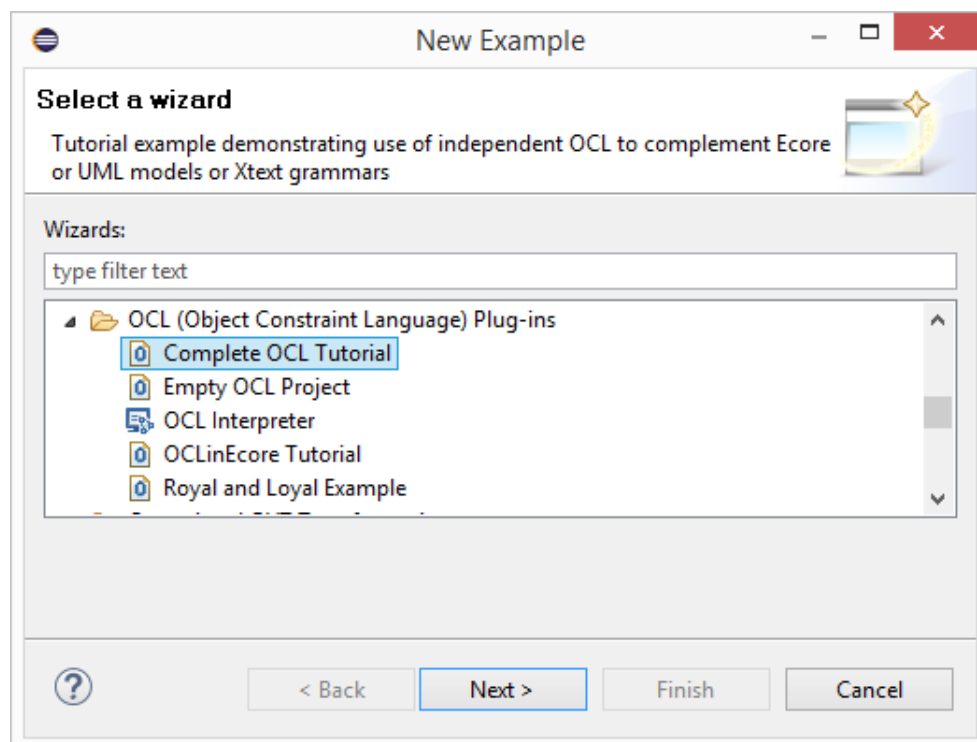 New Example
Select a wizard
Tutorial example demonstrating use of independent OCL to complement Ecore
or UML models or Xtext grammars
Wizards:
type filter text
OCL (Object Constraint Language) Plug-ins
Complete OCL Tutorial
Empty OCL Project
OCL Interpreter
OCLinEcore Tutorial
Royal and Loyal Example
?
< Back
Next >
Finish
Cancel